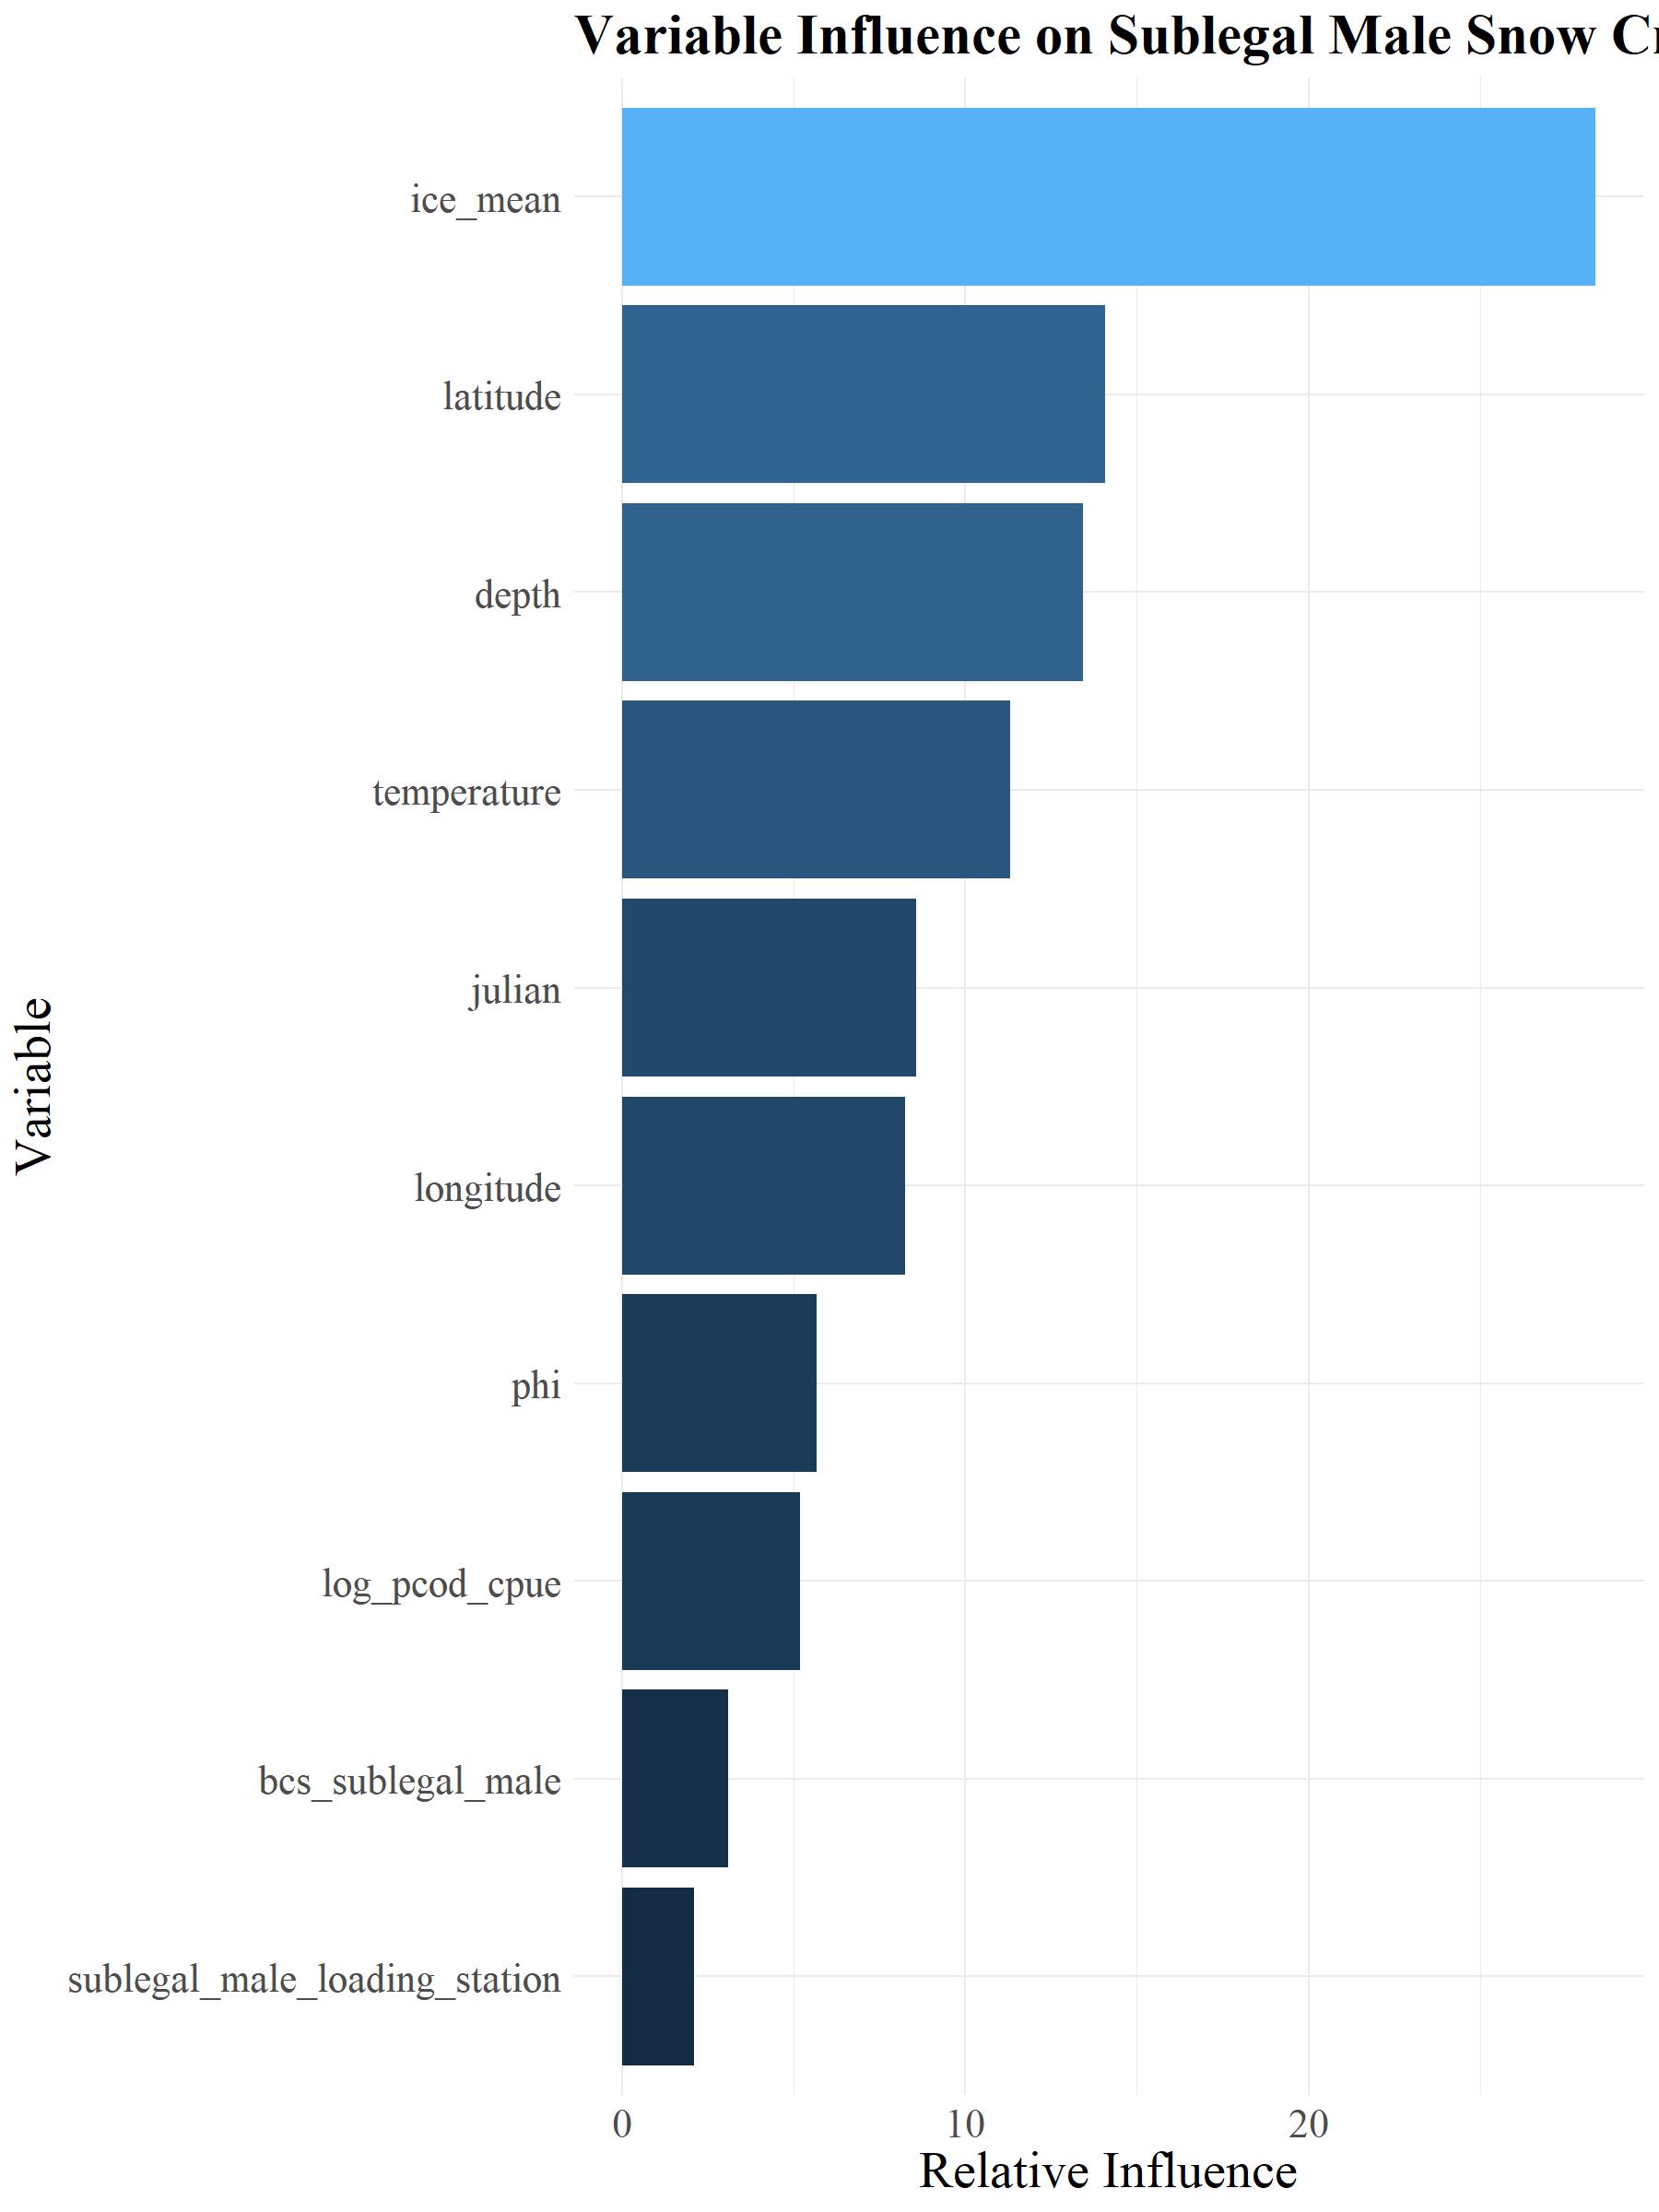 Variable Influence on Sublegal Male Snow
ice_mean
latitude
depth
temperature
julian
longitude
phi
log_pcod_cpue
bcs_sublegal_male
sublegal_male_loading_station
Variable
0 10 20
Relative Influence